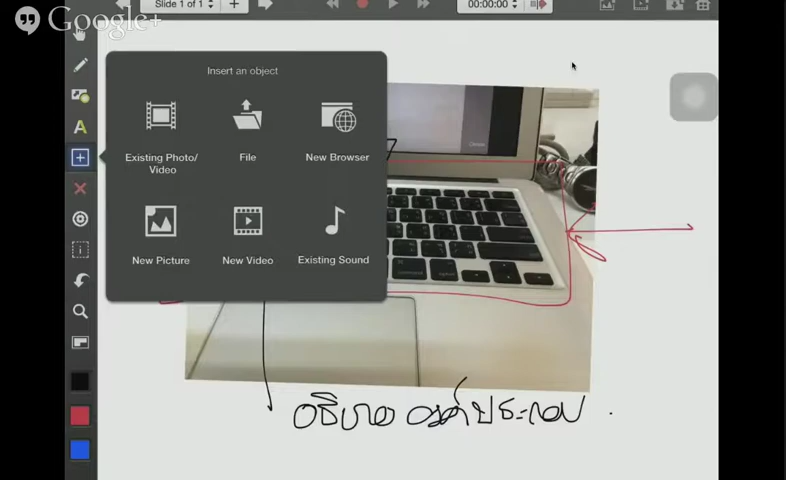 Google+
Slide 1 of 1
00:00:00
Insert an object
Existing Photo/
Video
File
New Browser
New Picture
New Video
Existing Sound
อธิบาย องค์ประกอบ